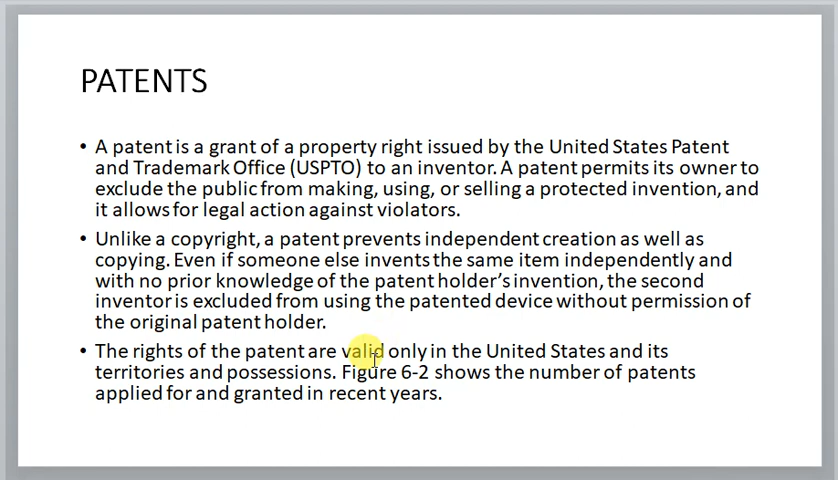 PATENTS
• A patent is a grant of a property right issued by the United States Patent
and Trademark Office (USPTO) to an inventor. A patent permits its owner to
exclude the public from making, using, or selling a protected invention, and
it allows for legal action against violators.
• Unlike a copyright, a patent prevents independent creation as well as
copying. Even if someone else invents the same item independently and
with no prior knowledge of the patent holder's invention, the second
inventor is excluded from using the patented device without permission of
the original patent holder.
• The rights of the patent are valid only in the United States and its
territories and possessions. Figure 6-2 shows the number of patents
applied for and granted in recent years.